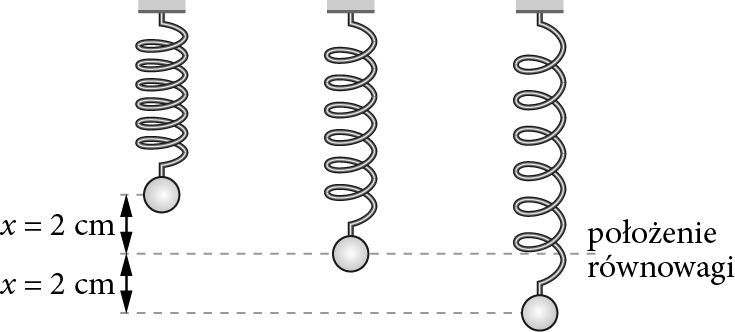 x = 2 cm
x = 2 cm
położenie
równowagi